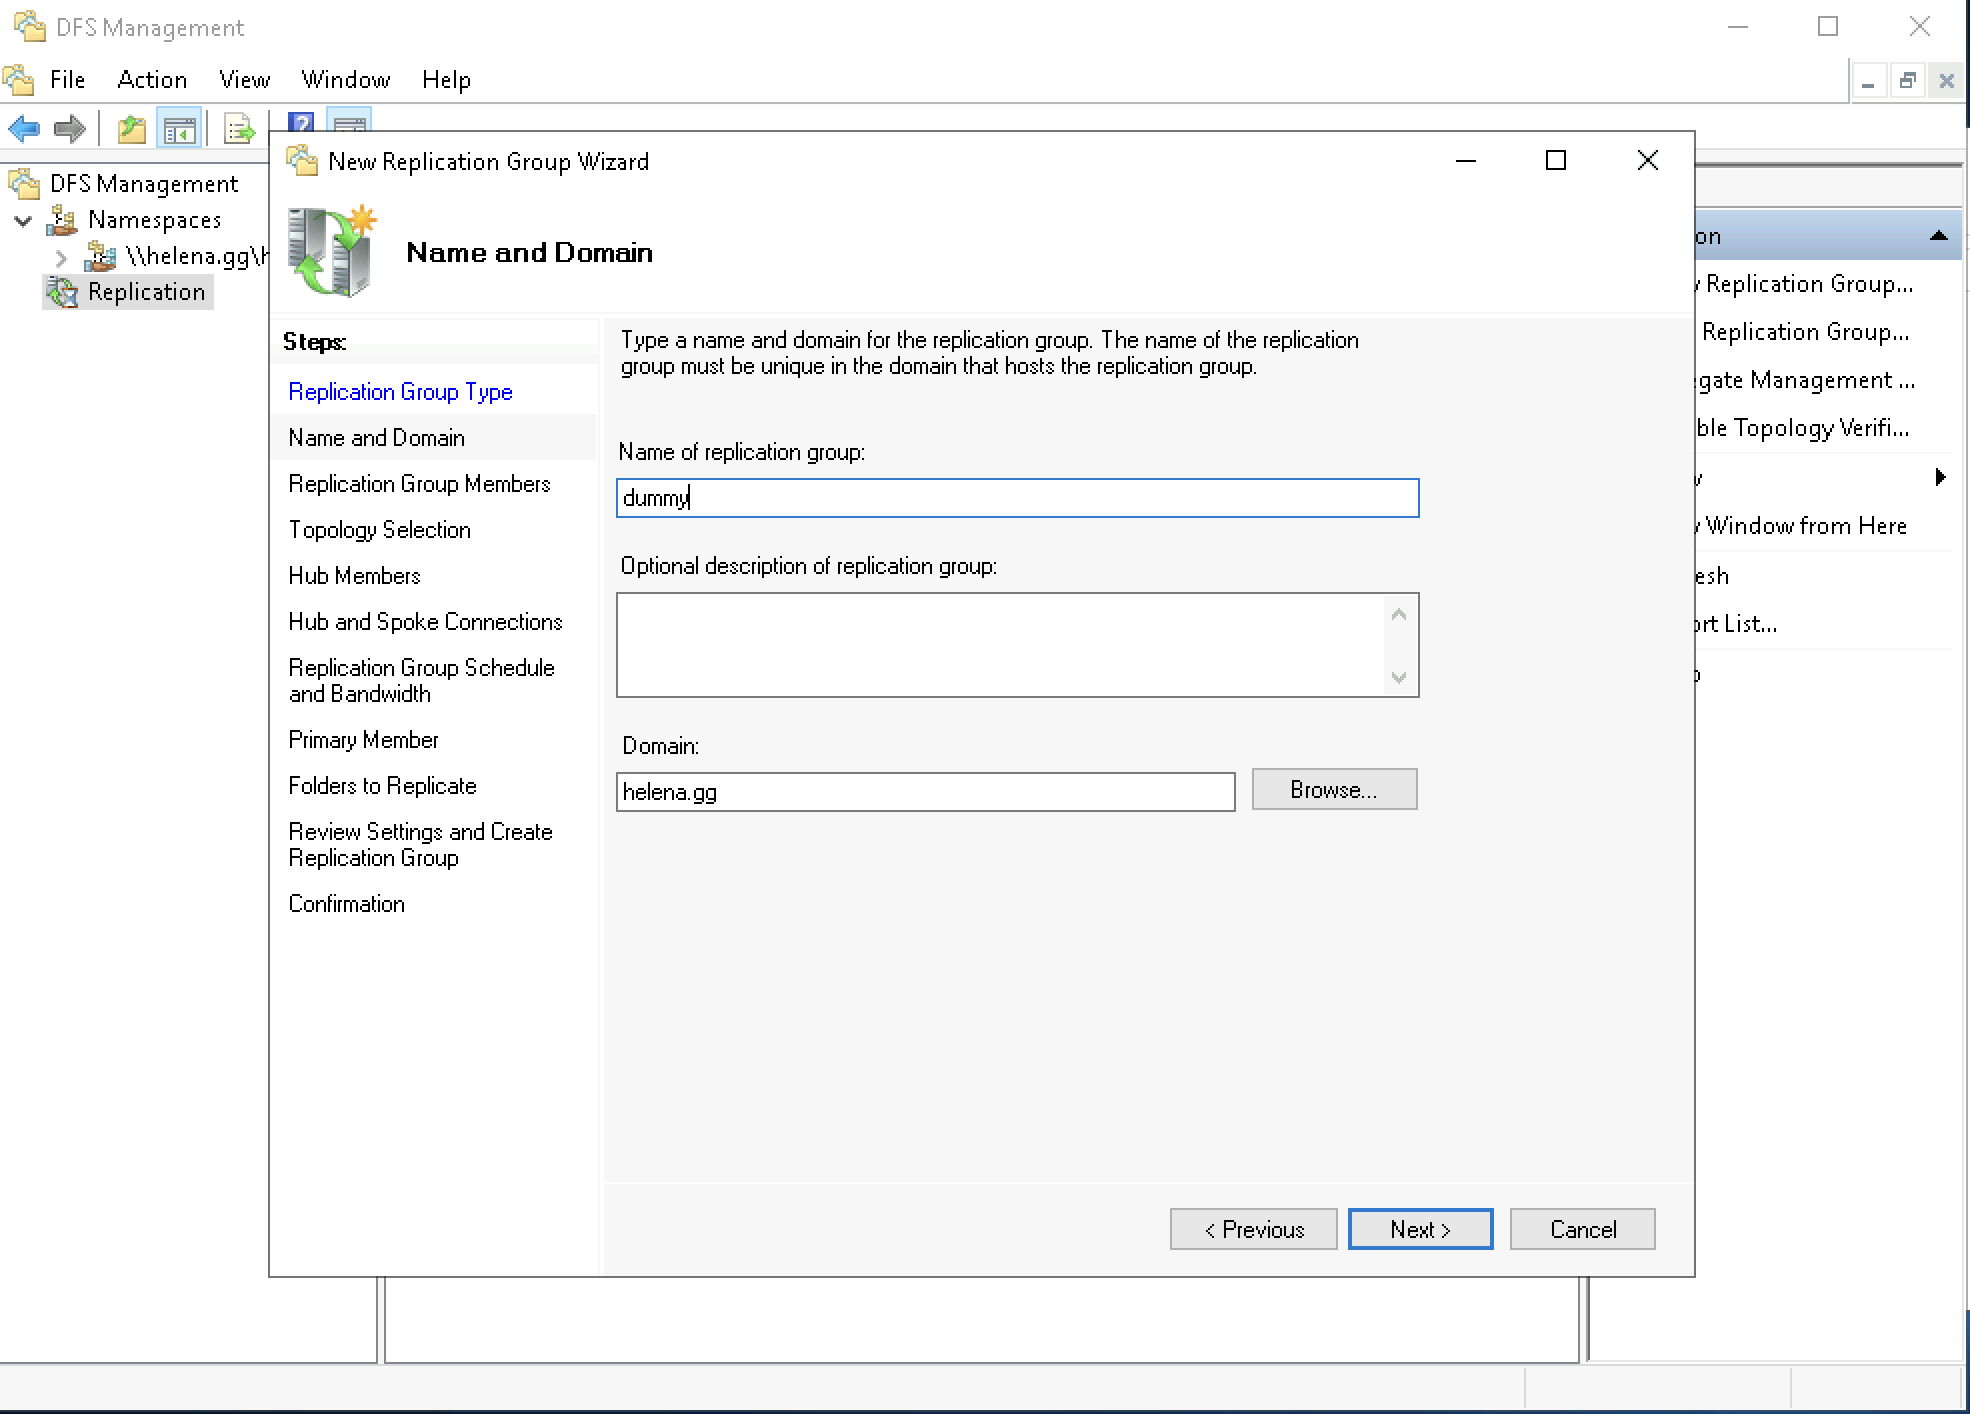 DFS Management
File Action View Window Help
New Replication Group Wizard
DFS Management
Namespaces
\\helena.gg\
Replication
Name and Domain
Steps:
Replication Group Type
Name and Domain
Replication Group Members
Topology Selection
Hub Members
Hub and Spoke Connections
Replication Group Schedule
and Bandwidth
Primary Member
Folders to Replicate
Review Settings and Create
Replication Group
Confirmation
Type a name and domain for the replication group. The name of the replication
group must be unique in the domain that hosts the replication group.
Name of replication group:
dummy
Optional description of replication group:
Domain:
helena.gg
Browse...
< Previous
Next >
Cancel
on
Replication Group...
Replication Group...
gate Management ...
ble Topology Verifi...
Window from Here
esh
ort List...